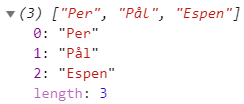 (3) ["Per", "Pål", "Espen"]
0: "Per"
1: "Pål"
2: "Espen"
length: 3